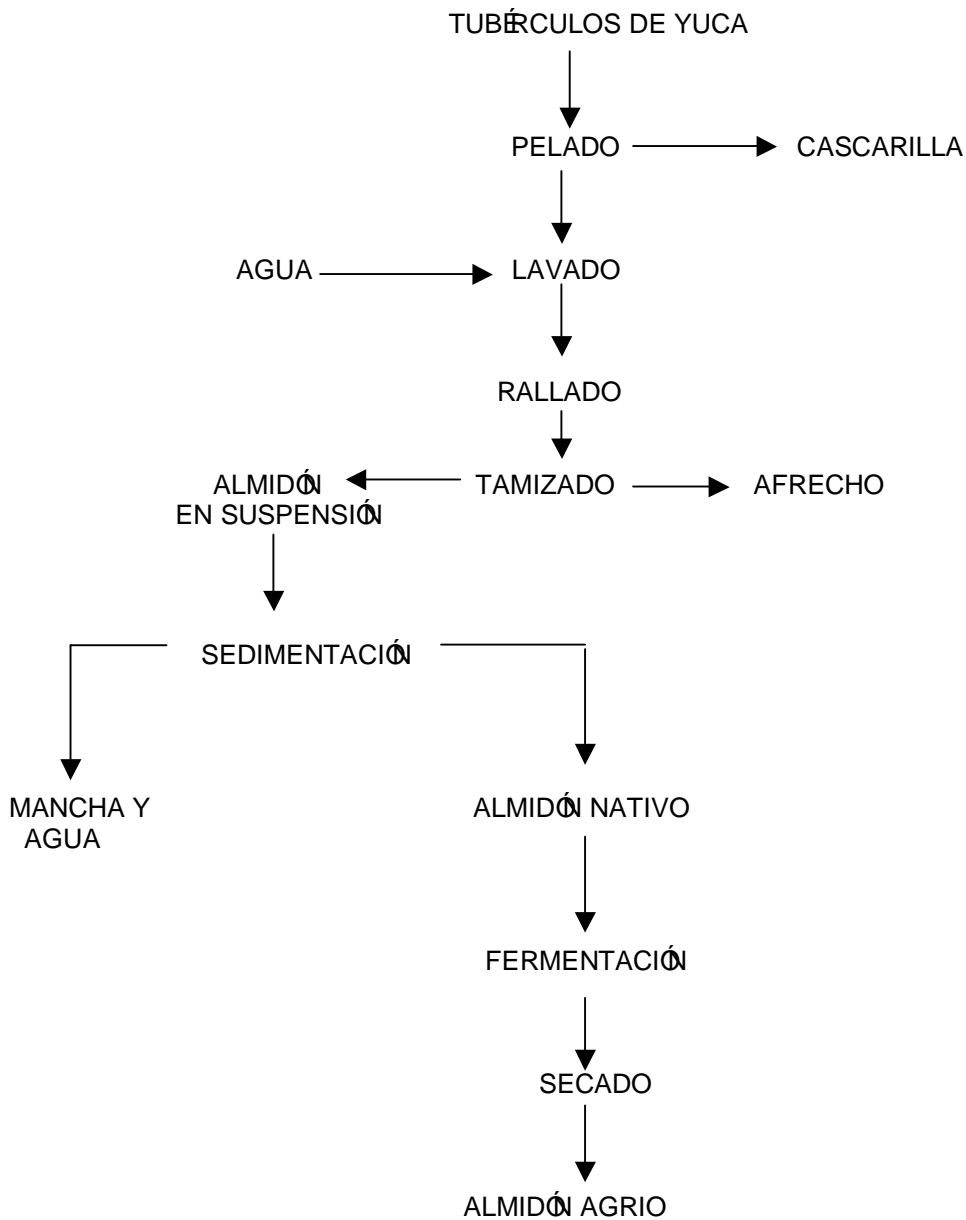 TUBÉRCULOS DE YUCA
PELADO
CASCARILLA
AGUA
LAVADO
RALLADO
ALMIDÓN
EN SUSPENSIÓN
TAMIZADO
AFRECHO
SEDIMENTACIÓN
MANCHA Y
AGUA
ALMIDÓN NATIVO
FERMENTACIÓN
SECADO
ALMIDÓN AGRIO